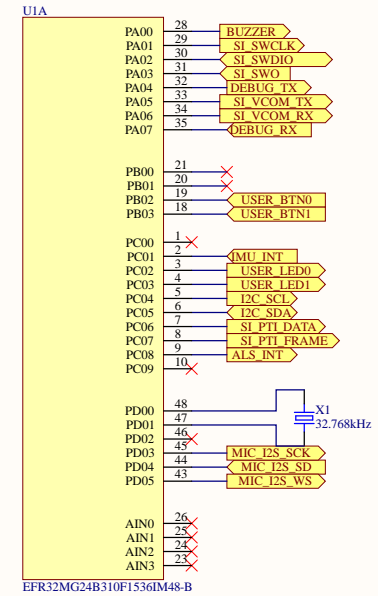 U1A
PA00 28 BUZZER
PA01 29 SI_SWCLK
PA02 30 SI_SWDIO
PA03 31 SI_SWO
PA04 32 DEBUG_TX
PA05 33 SI_VCOM_TX
PA06 34 SI_VCOM_RX
PA07 35 DEBUG_RX
PB00 21
PB01 20
PB02 19 USER_BTN0
PB03 18 USER_BTN1
PC00 1
PC01 2 IMU_INT
PC02 3 USER_LED0
PC03 4 USER_LED1
PC04 5 I2C_SCL
PC05 6 I2C_SDA
PC06 7 SI_PTI_DATA
PC07 8 SI_PTI_FRAME
PC08 9 ALS_INT
PC09 10
PD00 48 X1
PD01 47 32.768kHz
PD02 46
PD03 45 MIC_I2S_SCK
PD04 44 MIC_I2S_SD
PD05 43 MIC_I2S_WS
AIN0 26
AIN1 25
AIN2 24
AIN3 23
EFR32MG24B310F1536IM48-B